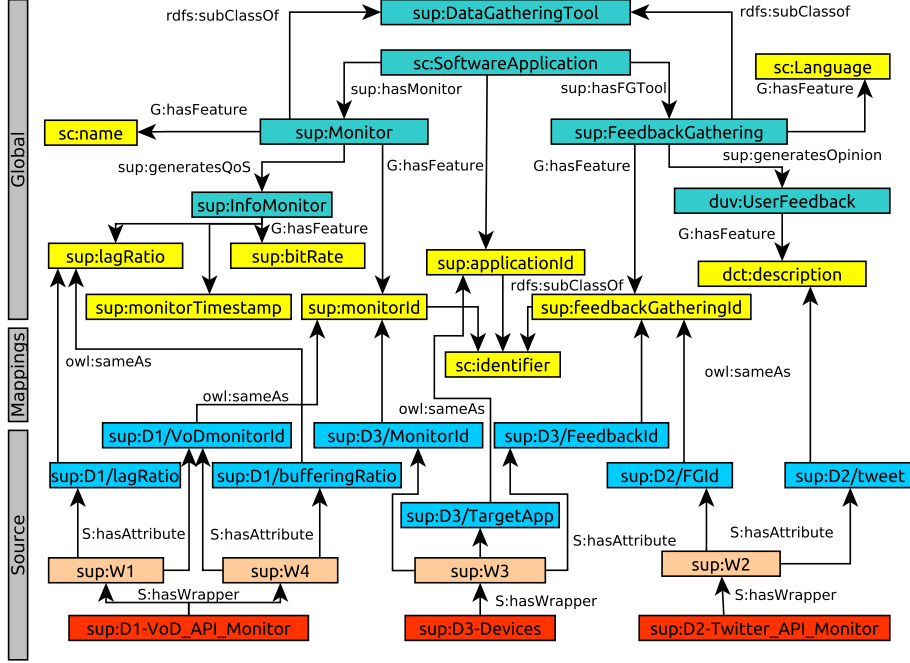 sup:DataGatheringTool
rdfs:subClassOf
rdfs:subClassof
sc:SoftwareApplication
sc:Language
sup:hasMonitor
sup:hasFGTool
G:hasFeature
G:hasFeature
sc:name
sup:Monitor
sup:FeedbackGathering
Global
sup:generatesQoS
G:hasFeature
G:hasFeature
sup:generatesOpinion
sup:InfoMonitor
duv:UserFeedback
G:hasFeature
G:hasFeature
sup:lagRatio
sup:bitRate
sup:applicationId
dct:description
rdfs:subClassOf
sup:monitorTimestamp
sup:monitorId
sup:feedbackGatheringId
Mappings
owl:sameAs
sc:identifier
owl:sameAs
owl:sameAs
owl:sameAs
sup:D1/VoDmonitorId
sup:D3/MonitorId
sup:D3/FeedbackId
sup:D1/lagRatio
sup:D1/bufferingRatio
sup:D2/FGId
sup:D2/tweet
Source
sup:D3/TargetApp
S:hasAttribute
S:hasAttribute
S:hasAttribute
S:hasAttribute
sup:W1
sup:W4
sup:W3
sup:W2
S:hasWrapper
S:hasWrapper
S:hasWrapper
sup:D1-VoD_API_Monitor
sup:D3-Devices
sup:D2-Twitter_API_Monitor